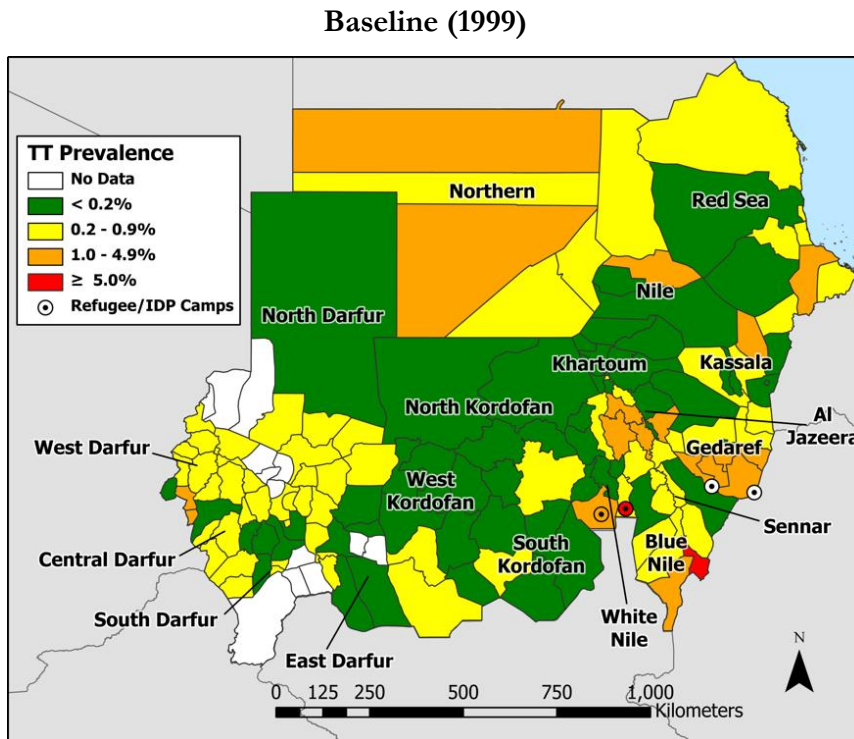 Baseline (1999)
TT Prevalence
No Data
< 0.2%
0.2 - 0.9%
1.0 - 4.9%
≥ 5.0%
Refugee/IDP Camps
Northern
Red Sea
Nile
North Darfur
Khartoum
Kassala
North Kordofan
Al
Jazeera
West Darfur
Gedaref
West
Kordofan
Central Darfur
South
Kordofan
Blue
Nile
Sennar
South Darfur
White
Nile
East Darfur
N
0 125 250 500 750 1,000
Kilometers